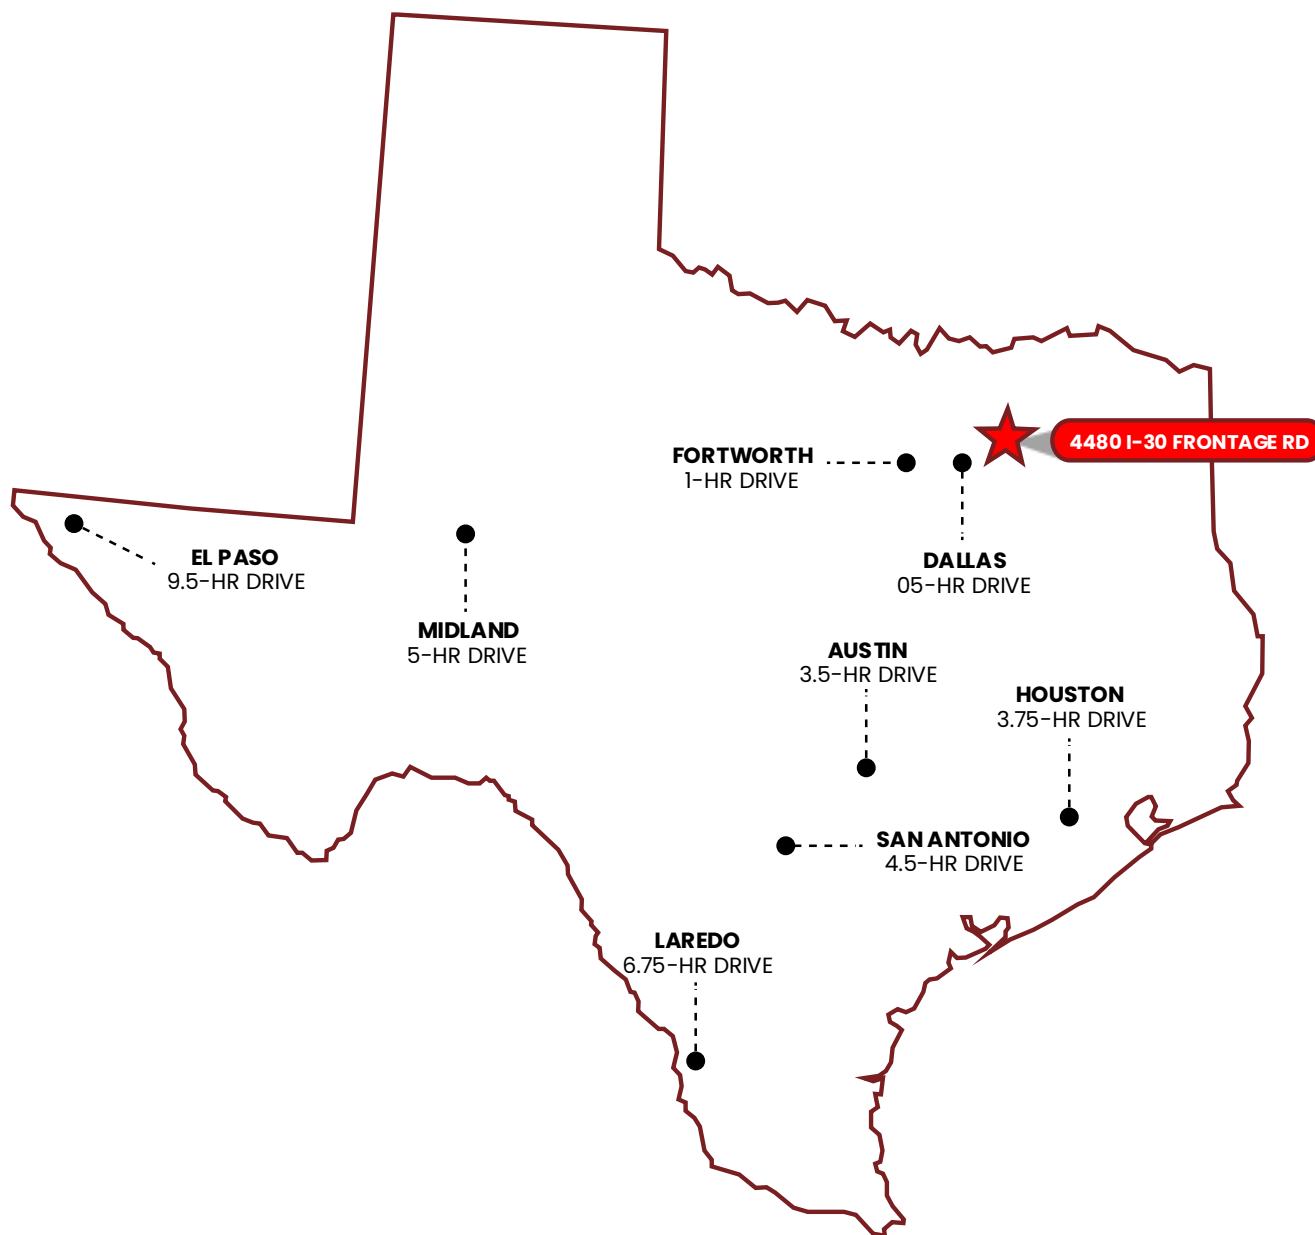 4480 I-30 FRONTAGE RD
FORTWORTH
1-HR DRIVE
DALLAS
05-HR DRIVE
EL PASO
9.5-HR DRIVE
MIDLAND
5-HR DRIVE
AUSTIN
3.5-HR DRIVE
HOUSTON
3.75-HR DRIVE
SAN ANTONIO
4.5-HR DRIVE
LAREDO
6.75-HR DRIVE